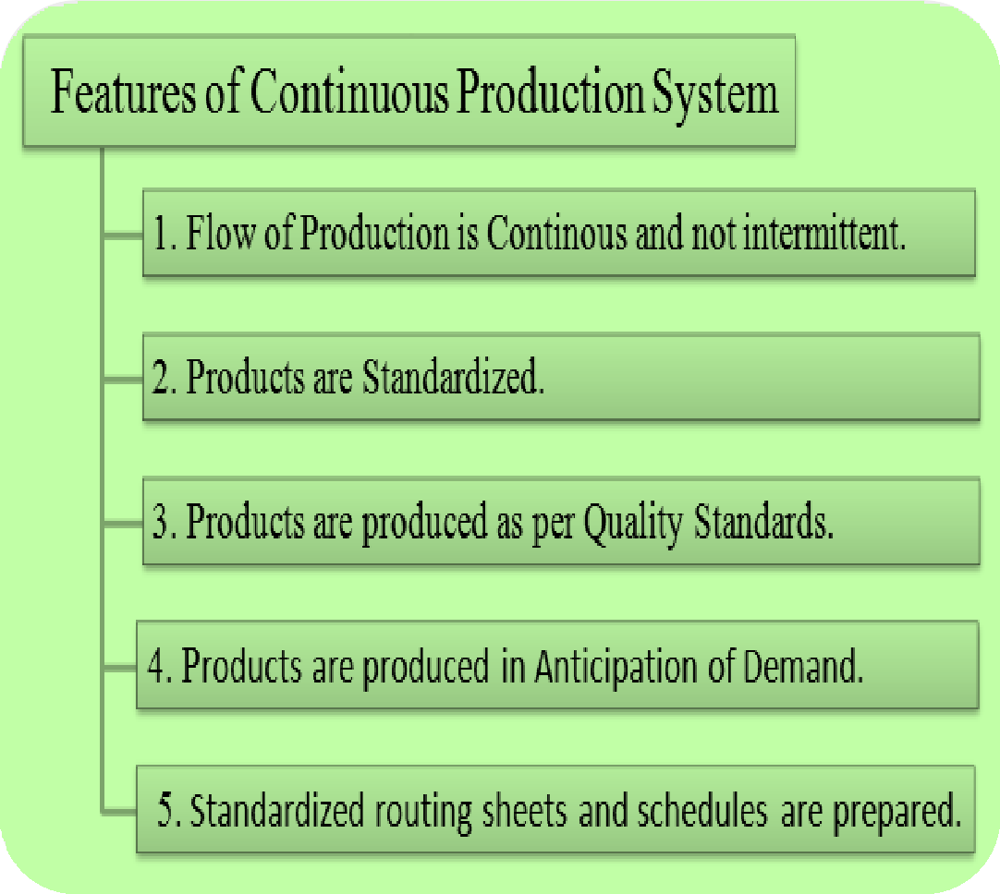 Features of Continuous Production System
1. Flow of Production is Continous and not intermittent.
2. Products are Standardized.
3. Products are produced as per Quality Standards.
4. Products are produced in Anticipation of Demand.
5. Standardized routing sheets and schedules are prepared.